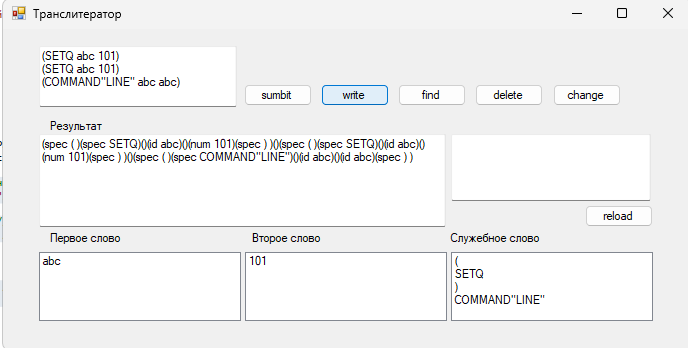 Транслитератор
(SETQ abc 101)
(SETQ abc 101)
(COMMAND"LINE" abc abc)
sumbit
write
find
delete
change
Результат
(spec ( )(spec SETQ)()(id abc)()(num 101)(spec ) )()(spec ( )(spec SETQ)()(id abc)()
(num 101)(spec ) )()(spec ( )(spec COMMAND"LINE")()(id abc)()(id abc)(spec ) )
reload
Первое слово
Второе слово
Служебное слово
abc
101
(
SETQ
)
COMMAND"LINE"